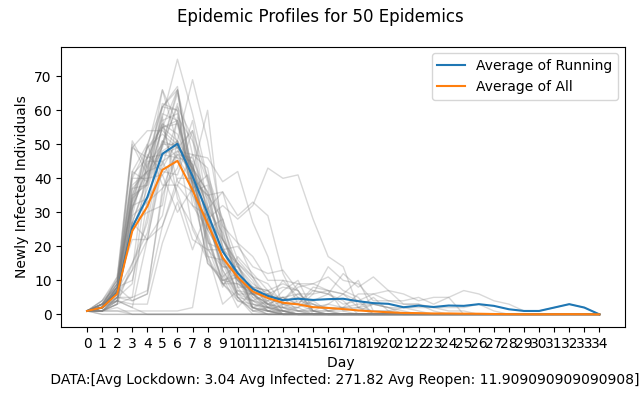 Epidemic Profiles for 50 Epidemics
Average of Running
Average of All
Newly Infected Individuals
70
60
50
40
30
20
10
0
0 1 2 3 4 5 6 7 8 9 10 11 12 13 14 15 16 17 18 19 20 21 22 23 24 25 26 27 28 29 30 31 32 33 34
Day
DATA:[Avg Lockdown: 3.04 Avg Infected: 271.82 Avg Reopen: 11.909090909090908]